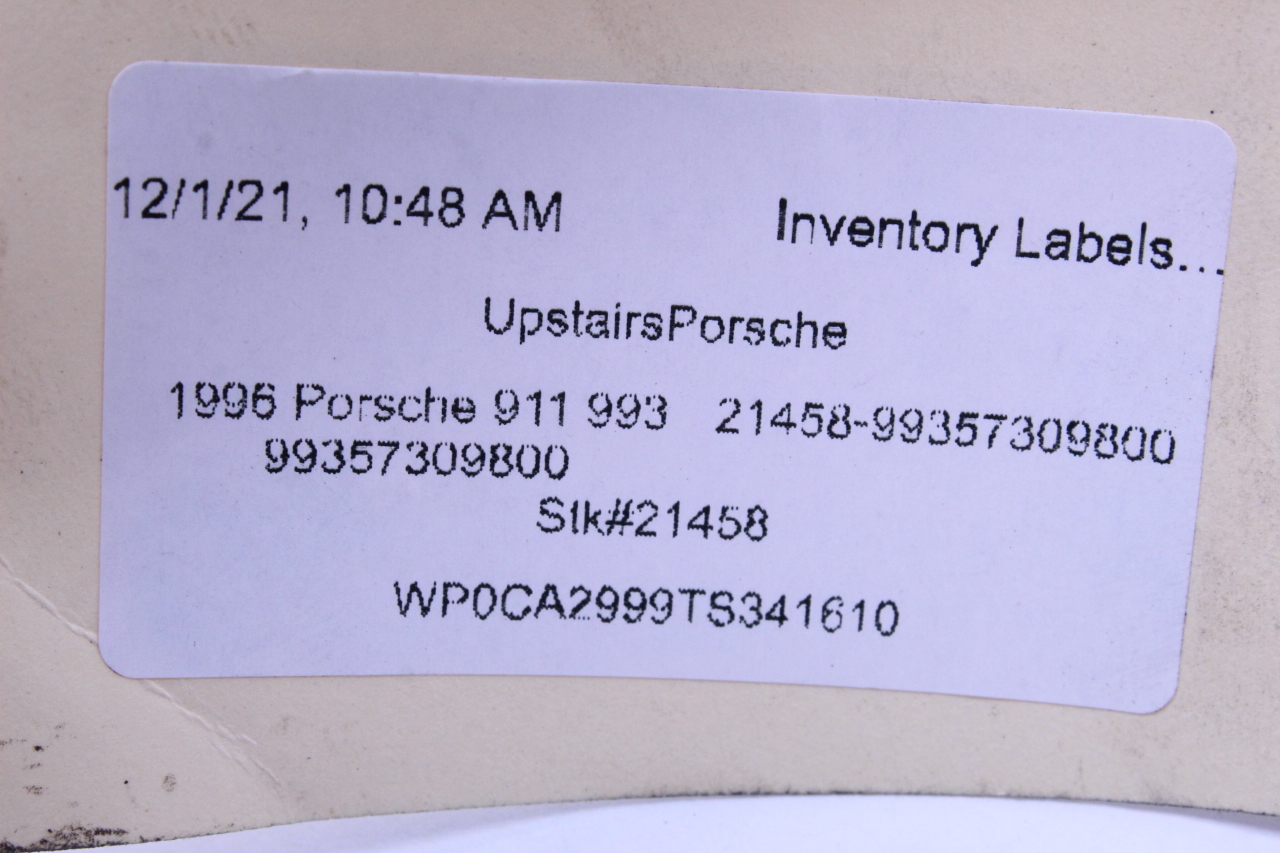 12/1/21, 10:48 AM Inventory Labels...
UpstairsPorsche
1996 Porsche 911 993 21458-99357309800
99357309800
Stk#21458
WP0CA2999TS341610